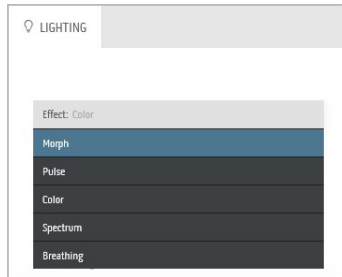 LIGHTING
Effect: Color
Morph
Pulse
Color
Spectrum
Breathing